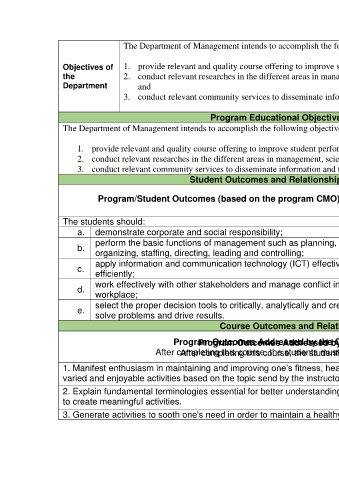 The Department of Management intends to accomplish the fo
Objectives of
the
Department
1. provide relevant and quality course offering to improve s
2. conduct relevant researches in the different areas in mana
and
3. conduct relevant community services to disseminate info
Program Educational Objective
The Department of Management intends to accomplish the following objectiv
1. provide relevant and quality course offering to improve student perfor
2. conduct relevant researches in the different areas in management, scie
3. conduct relevant community services to disseminate information and t
Student Outcomes and Relationship
Program/Student Outcomes (based on the program CMO)
The students should:
a. demonstrate corporate and social responsibility;
b. perform the basic functions of management such as planning,
organizing, staffing, directing, leading and controlling;
c. apply information and communication technology (ICT) effectiv
efficiently;
d. work effectively with other stakeholders and manage conflict in
workplace;
e. select the proper decision tools to critically, analytically and cre
solve problems and drive results.
Course Outcomes and Relat
Program Outcomes Addressed by the
After completing this course, the students must
1. Manifest enthusiasm in maintaining and improving one's fitness, hea
varied and enjoyable activities based on the topic send by the instructo
2. Explain fundamental terminologies essential for better understanding
to create meaningful activities.
3. Generate activities to sooth one's need in order to maintain a healthy